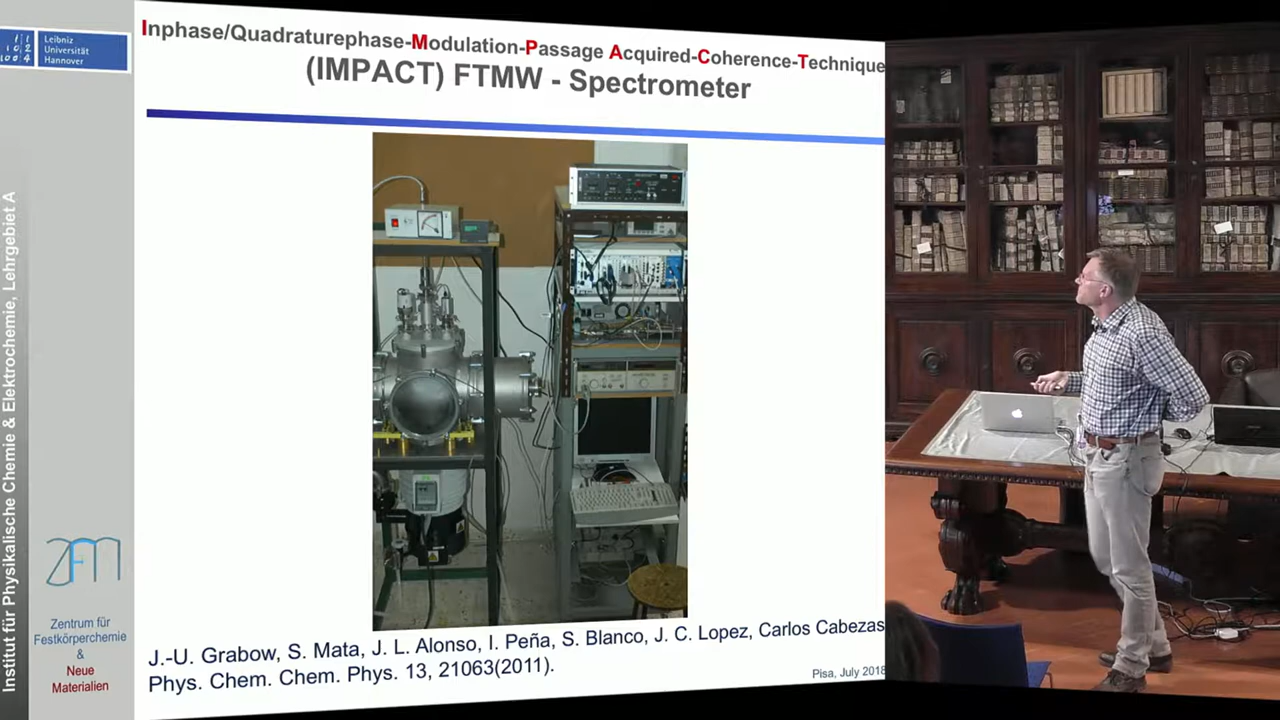 Leibniz
Universität
Hannover
Inphase/Quadraturephase-Modulation-Passage Acquired-Coherence-Technique
(IMPACT) FTMW - Spectrometer
Institut für Physikalische Chemie & Elektrochemie, Lehrgebiet A
ZFM
Zentrum für
Festkörperchemie
&
Neue
Materialien
J.-U. Grabow, S. Mata, J. L. Alonso, I. Peña, S. Blanco, J. C. Lopez, Carlos Cabezas
Phys. Chem. Chem. Phys. 13, 21063(2011).
Pisa, July 2018